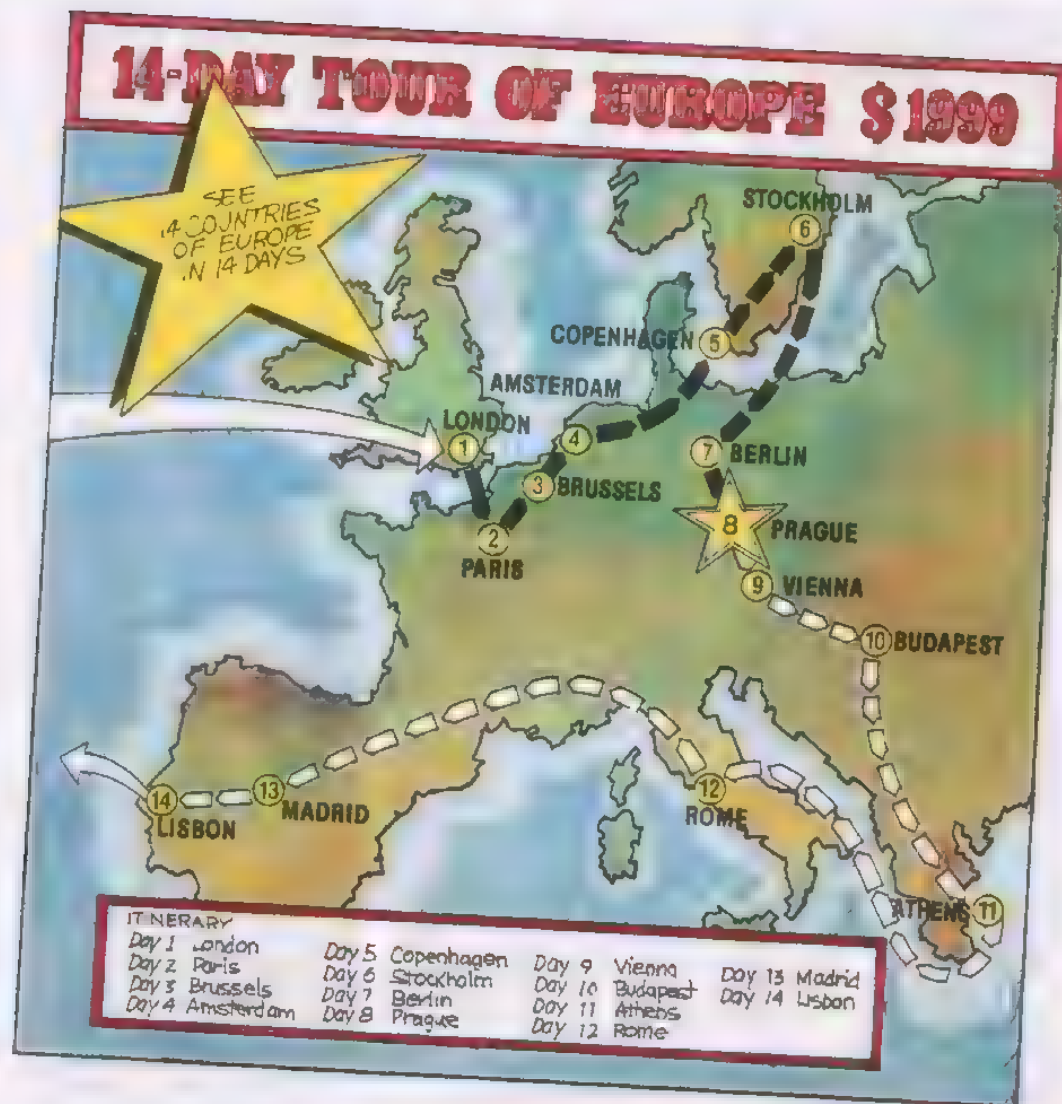 14-DAY TOUR OF EUROPE $1999
SEE
14 COUNTRIES
OF EUROPE
IN 14 DAYS
STOCKHOLM
6
COPENHAGEN 5
AMSTERDAM
LONDON
1
4
7 BERLIN
3 BRUSSELS
8 PRAGUE
2
PARIS
9 VIENNA
10 BUDAPEST
12
ROME
14
LISBON
13
MADRID
ATHENS 11
ITINERARY
Day 1 London
Day 2 Paris
Day 3 Brussels
Day 4 Amsterdam
Day 5 Copenhagen
Day 6 Stockholm
Day 7 Berlin
Day 8 Prague
Day 9 Vienna
Day 10 Budapest
Day 11 Athens
Day 12 Rome
Day 13 Madrid
Day 14 Lisbon